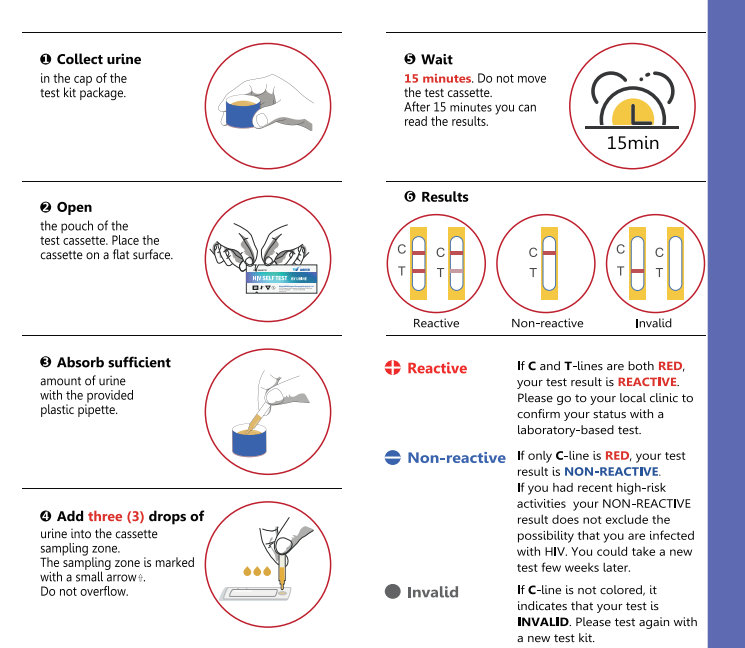 ❶ Collect urine
in the cap of the
test kit package.
❷ Open
the pouch of the
test cassette. Place the
cassette on a flat surface.
HIV SELF TEST
❸ Absorb sufficient
amount of urine
with the provided
plastic pipette.
❹ Add three (3) drops of
urine into the cassette
sampling zone.
The sampling zone is marked
with a small arrow⇧.
Do not overflow.
❺ Wait
15 minutes. Do not move
the test cassette.
After 15 minutes you can
read the results.
15min
❻ Results
C C
T T
C
T
C C
T T
Reactive Non-reactive Invalid
Reactive
If C and T-lines are both RED,
your test result is REACTIVE.
Please go to your local clinic to
confirm your status with a
laboratory-based test.
Non-reactive
If only C-line is RED, your test
result is NON-REACTIVE.
If you had recent high-risk
activities your NON-REACTIVE
result does not exclude the
possibility that you are infected
with HIV. You could take a new
test few weeks later.
Invalid
If C-line is not colored, it
indicates that your test is
INVALID. Please test again with
a new test kit.